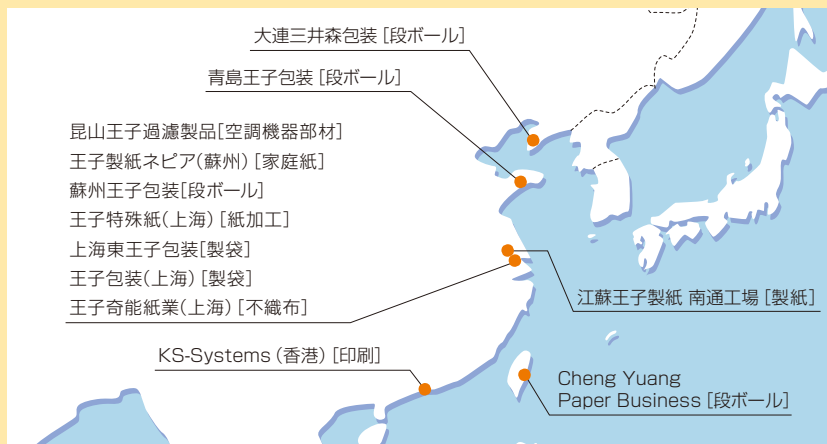 大連三井森包装 [段ボール]
青島王子包装 [段ボール]
昆山王子過濾製品[空調機器部材]
王子製紙ネピア(蘇州) [家庭紙]
蘇州王子包装[段ボール]
王子特殊紙(上海) [紙加工]
上海東王子包装[製袋]
王子包装(上海) [製袋]
王子奇能紙業(上海) [不織布]
江蘇王子製紙 南通工場 [製紙]
KS-Systems (香港) [印刷]
Cheng Yuang
Paper Business [段ボール]